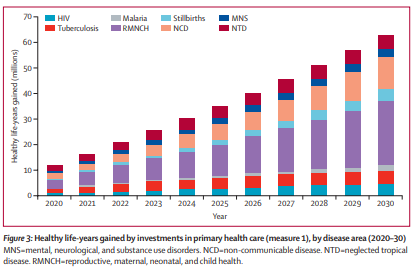 HIV Malaria Stillbirths MNS
Tuberculosis RMNCH NCD NTD
70
60
50
40
30
20
10
0
Healthy life-years gained (millions)
2020 2021 2022 2023 2024 2025 2026 2027 2028 2029 2030
Year
Figure 3: Healthy life-years gained by investments in primary health care (measure 1), by disease area (2020–30)
MNS=mental, neurological, and substance use disorders. NCD=non-communicable disease. NTD=neglected tropical
disease. RMNCH=reproductive, maternal, neonatal, and child health.